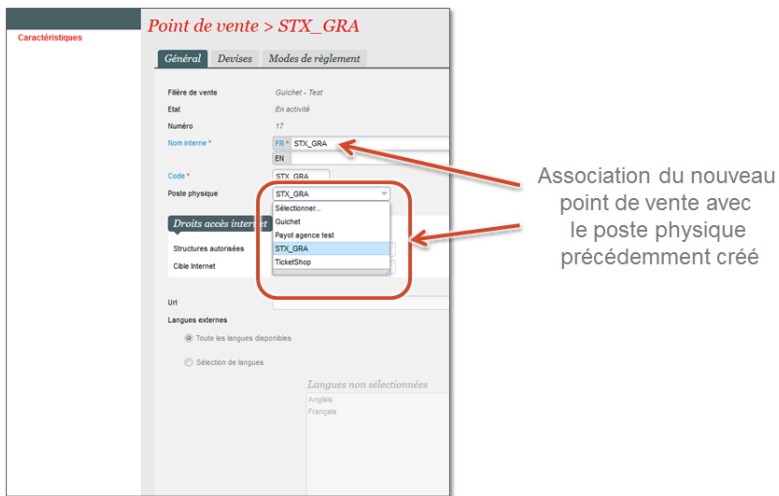 Caractéristiques
Point de vente > STX_GRA
Général Devises Modes de règlement
Filière de vente Guichet - Test
Etat En activité
Numéro 17
Nom interne * FR * STX_GRA
EN
Code * STX_GRA
Poste physique STX_GRA
Sélectionner...
Guichet
Payot agence test
STX_GRA
TicketShop
Droits accès internet
Structures autorisées
Cible Internet
Url
Langues externes
Toute les langues disponibles
Sélection de langues
Langues non sélectionnées
Anglais
Français
Association du nouveau
point de vente avec
le poste physique
précédemment créé